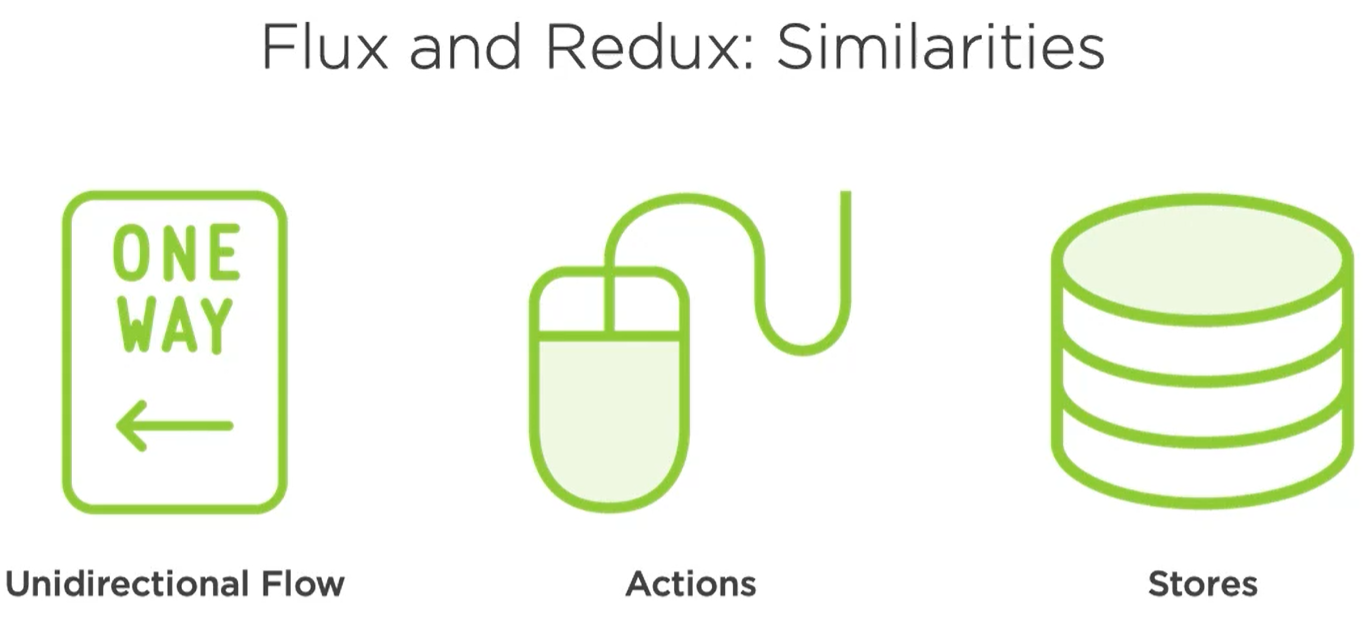 Flux and Redux: Similarities
ONE
WAY
Unidirectional Flow
Actions
Stores